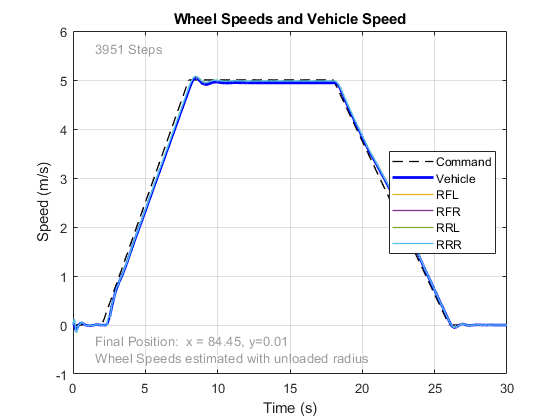 Wheel Speeds and Vehicle Speed
6
3951 Steps
5
4
Command
Vehicle
3
RFL
RFR
RRL
2
RRR
Speed (m/s)
1
0
Final Position:  x = 84.45, y=0.01
Wheel Speeds estimated with unloaded radius
-1
0 5 10 15 20 25 30
Time (s)